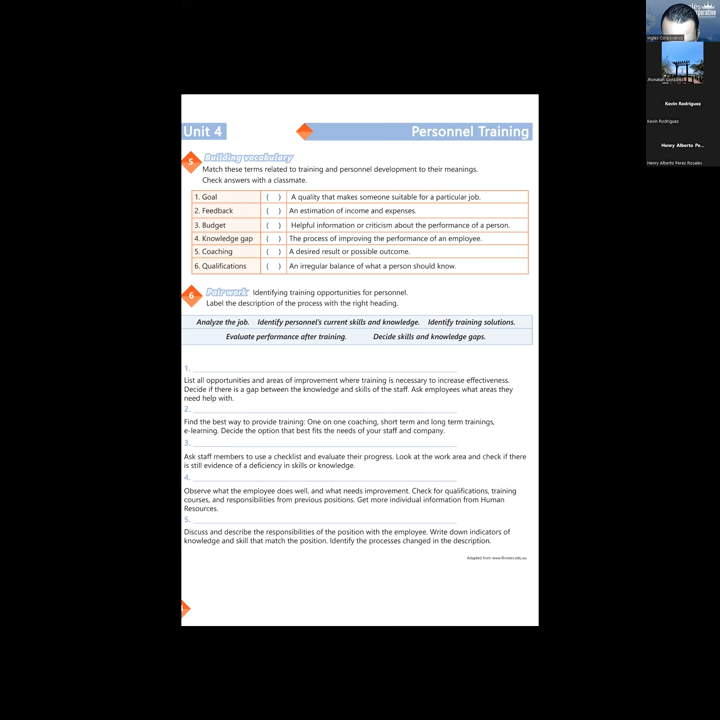 Unit 4
Personnel Training
5
Building vocabulary
Match these terms related to training and personnel development to their meanings.
Check answers with a classmate.
1. Goal ( ) A quality that makes someone suitable for a particular job.
2. Feedback ( ) An estimation of income and expenses.
3. Budget ( ) Helpful information or criticism about the performance of a person.
4. Knowledge gap ( ) The process of improving the performance of an employee.
5. Coaching ( ) A desired result or possible outcome.
6. Qualifications ( ) An irregular balance of what a person should know.
6
Pair work Identifying training opportunities for personnel.
Label the description of the process with the right heading.
Analyze the job. Identify personnel's current skills and knowledge. Identify training solutions.
Evaluate performance after training. Decide skills and knowledge gaps.
1.
List all opportunities and areas of improvement where training is necessary to increase effectiveness.
Decide if there is a gap between the knowledge and skills of the staff. Ask employees what areas they
need help with.
2.
Find the best way to provide training: One on one coaching, short term and long term trainings,
e-learning. Decide the option that best fits the needs of your staff and company.
3.
Ask staff members to use a checklist and evaluate their progress. Look at the work area and check if there
is still evidence of a deficiency in skills or knowledge.
4.
Observe what the employee does well, and what needs improvement. Check for qualifications, training
courses, and responsibilities from previous positions. Get more individual information from Human
Resources.
5.
Discuss and describe the responsibilities of the position with the employee. Write down indicators of
knowledge and skill that match the position. Identify the processes changed in the description.
Kevin Rodriguez
Kevin Rodriguez
Henry Alberto Pe...
Henry Alberto Perez Rosales